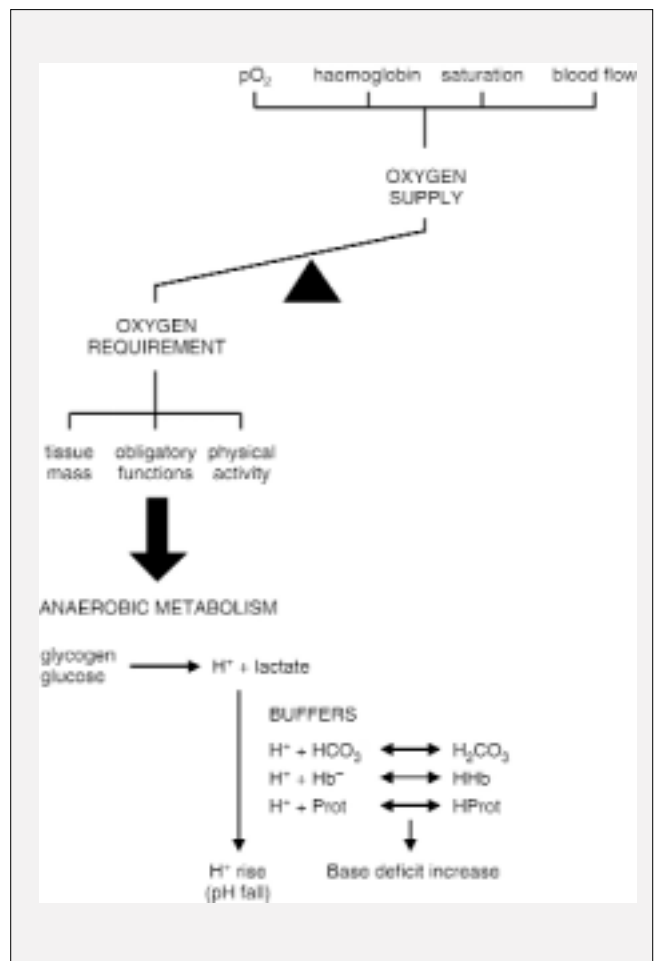 pO₂ haemoglobin saturation blood flow
OXYGEN
SUPPLY
OXYGEN
REQUIREMENT
tissue
mass
obligatory
functions
physical
activity
ANAEROBIC METABOLISM
glycogen
glucose
H⁺ + lactate
BUFFERS
H⁺ + HCO₃ H₂CO₃
H⁺ + Hb⁻ HHb
H⁺ + Prot HProt
H⁺ rise
(pH fall)
Base deficit increase